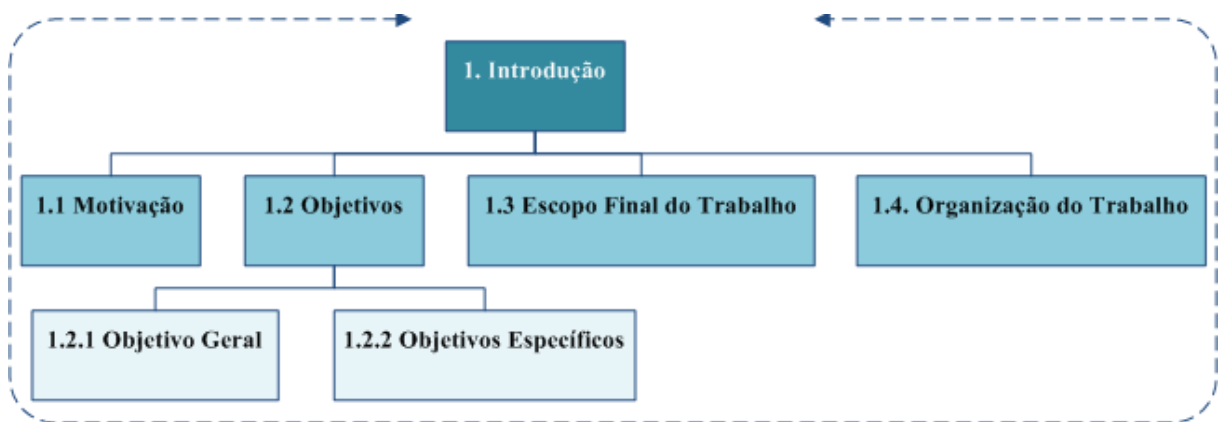 1. Introdução
1.1 Motivação
1.2 Objetivos
1.3 Escopo Final do Trabalho
1.4. Organização do Trabalho
1.2.1 Objetivo Geral
1.2.2 Objetivos Específicos